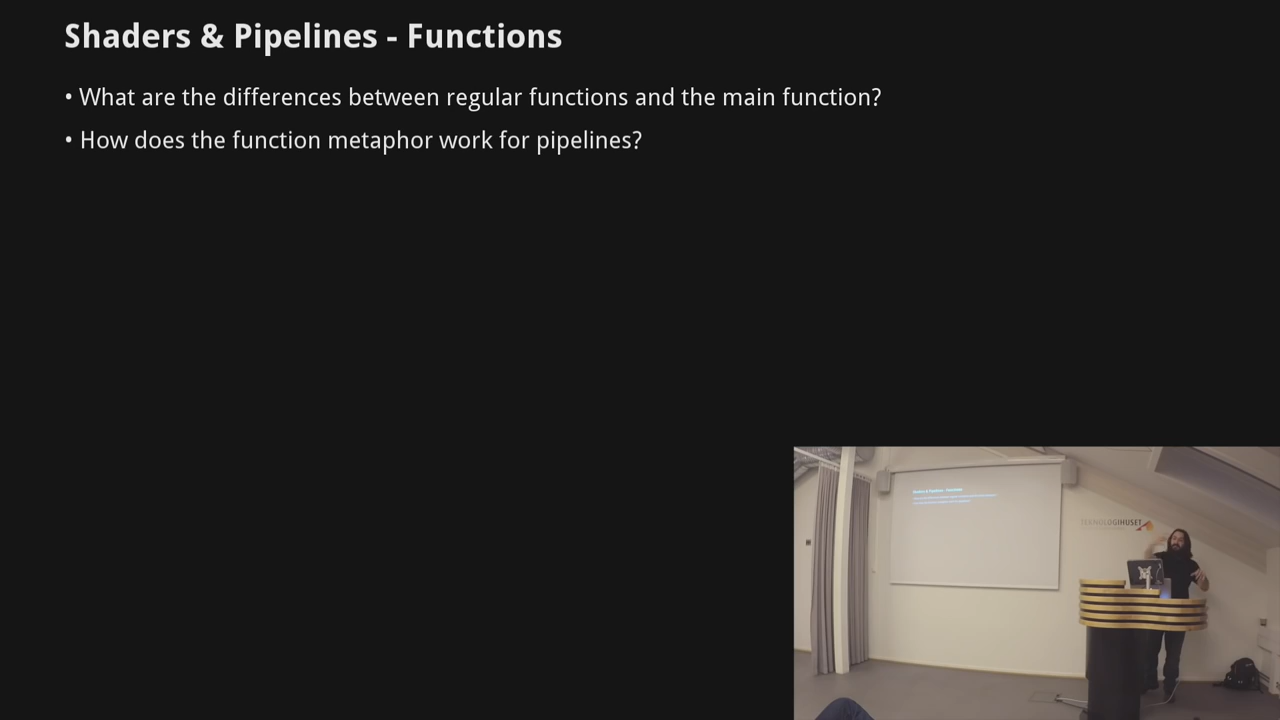 Shaders & Pipelines - Functions
• What are the differences between regular functions and the main function?
• How does the function metaphor work for pipelines?
TEKNOLOGIHUSET